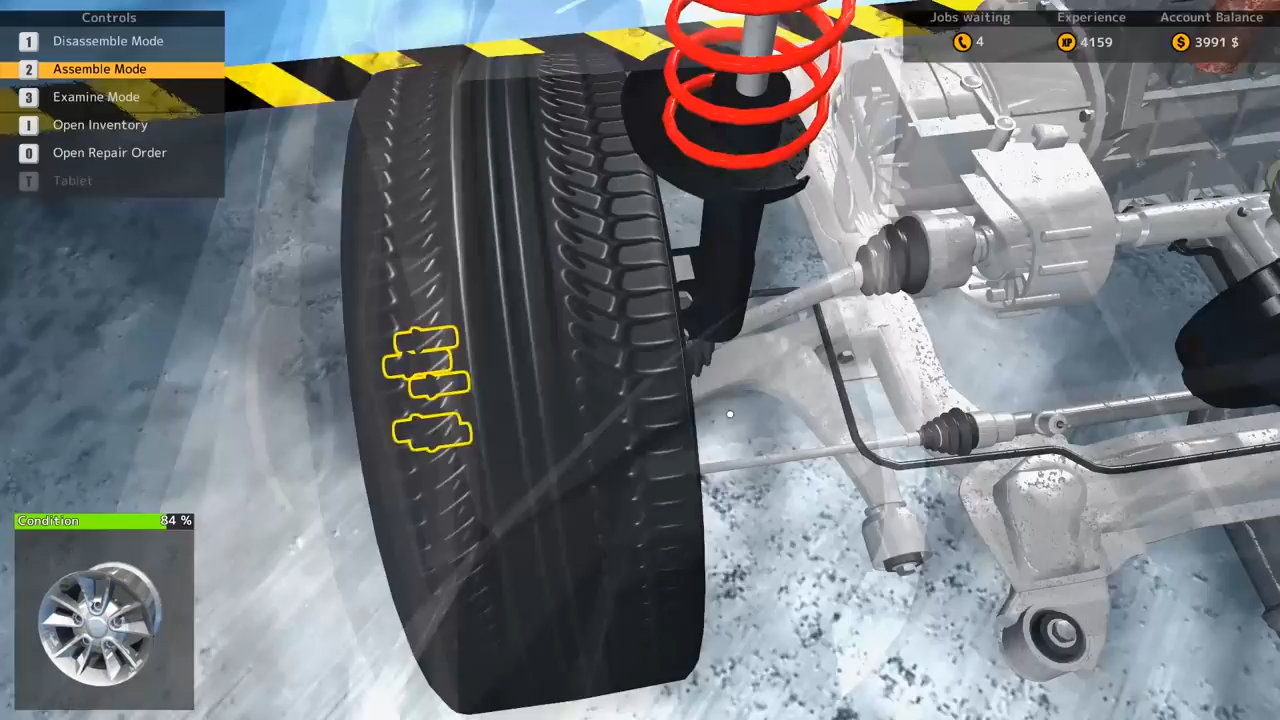 Controls
1 Disassemble Mode
2 Assemble Mode
3 Examine Mode
I Open Inventory
O Open Repair Order
T Tablet
Jobs waiting Experience Account Balance
4 XP 4159 $ 3991 $
Condition 84 %